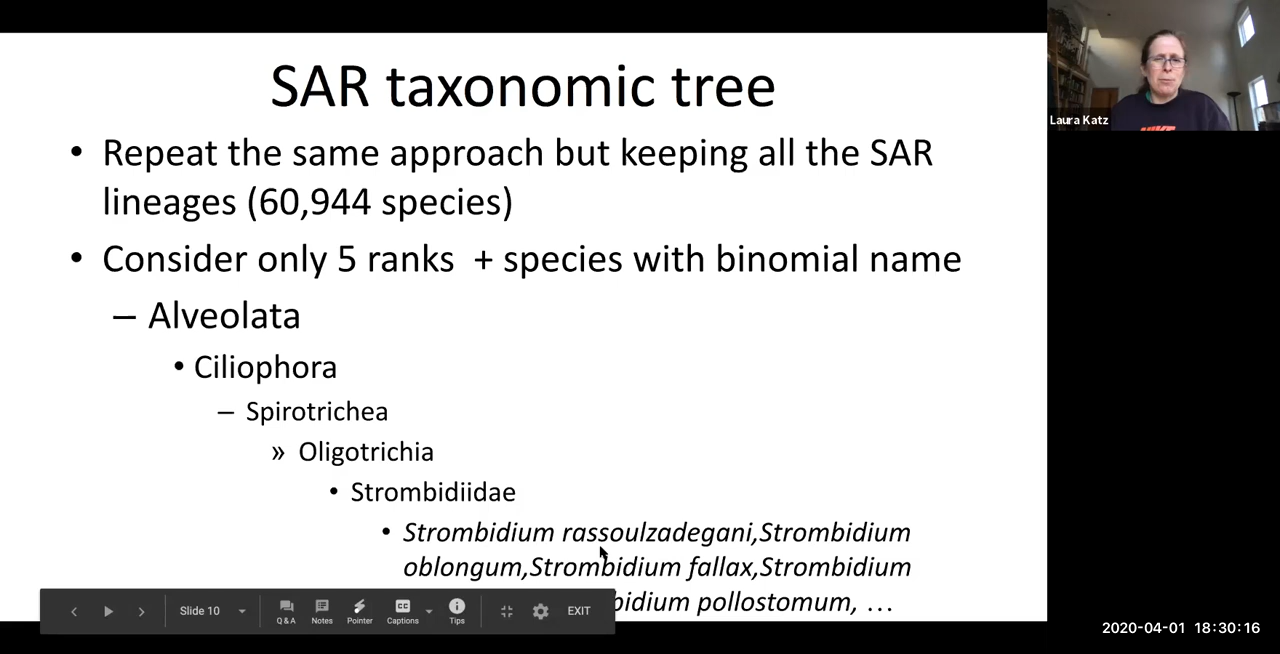 SAR taxonomic tree
• Repeat the same approach but keeping all the SAR
lineages (60,944 species)
• Consider only 5 ranks + species with binomial name
– Alveolata
• Ciliophora
– Spirotrichea
» Oligotrichia
• Strombidiidae
• Strombidium rassoulzadegani,Strombidium
oblongum,Strombidium fallax,Strombidium
bidium pollostomum, …
Slide 10
Q & A
Notes
Pointer
CC
Captions
Tips
EXIT
Laura Katz
NIKE
2020-04-01 18:30:16